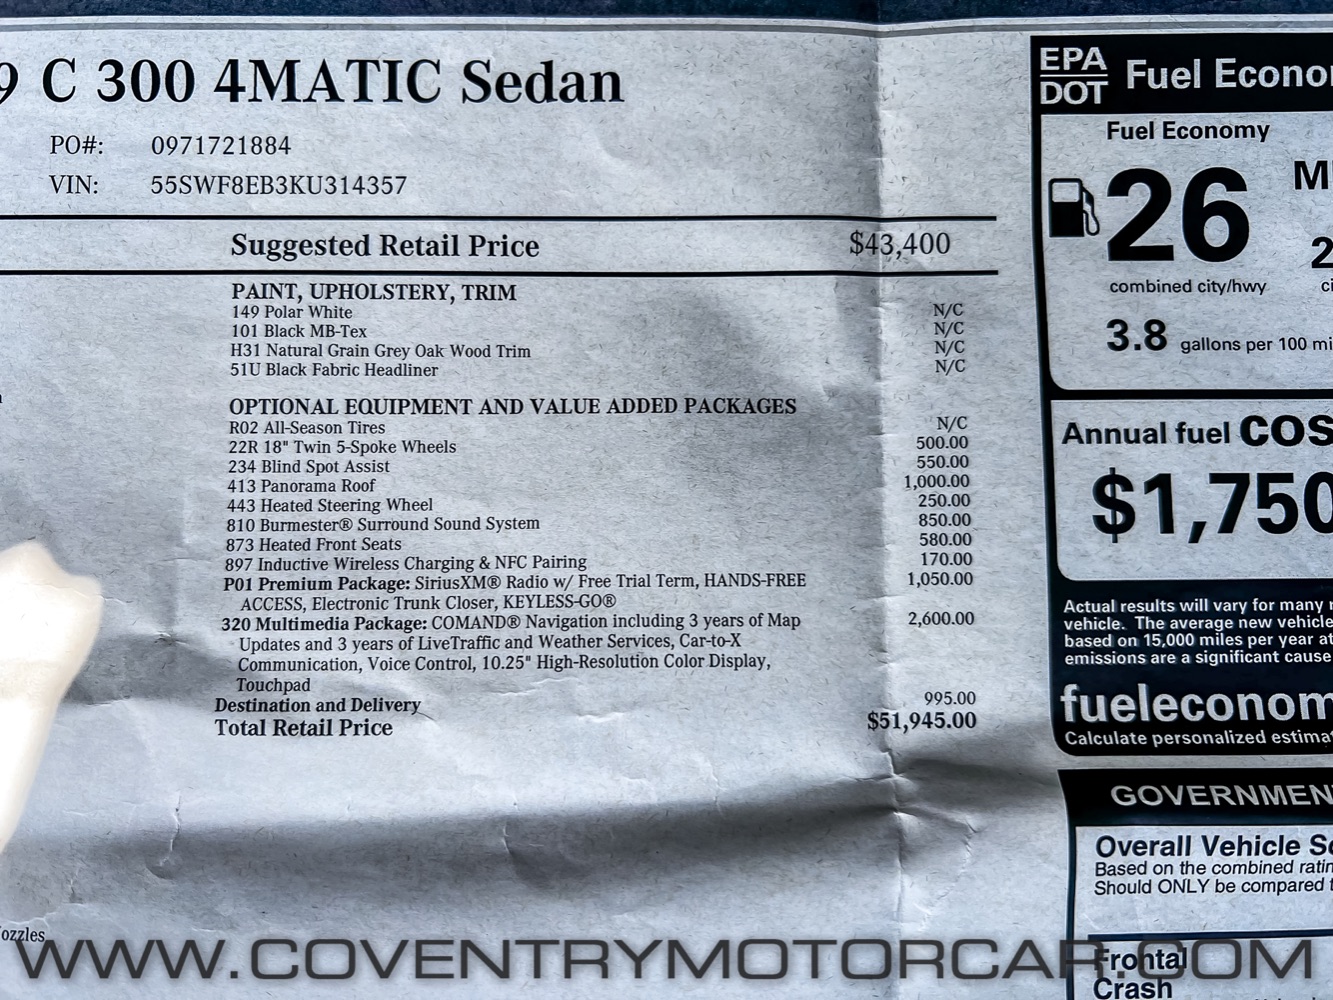 9 C 300 4MATIC Sedan
PO#: 0971721884
VIN: 55SWF8EB3KU314357
Suggested Retail Price $43,400
PAINT, UPHOLSTERY, TRIM
149 Polar White N/C
101 Black MB-Tex N/C
H31 Natural Grain Grey Oak Wood Trim N/C
51U Black Fabric Headliner N/C
OPTIONAL EQUIPMENT AND VALUE ADDED PACKAGES
R02 All-Season Tires N/C
22R 18" Twin 5-Spoke Wheels 500.00
234 Blind Spot Assist 550.00
413 Panorama Roof 1,000.00
443 Heated Steering Wheel 250.00
810 Burmester® Surround Sound System 850.00
873 Heated Front Seats 580.00
897 Inductive Wireless Charging & NFC Pairing 170.00
P01 Premium Package: SiriusXM® Radio w/ Free Trial Term, HANDS-FREE 1,050.00
ACCESS, Electronic Trunk Closer, KEYLESS-GO®
320 Multimedia Package: COMAND® Navigation including 3 years of Map 2,600.00
Updates and 3 years of LiveTraffic and Weather Services, Car-to-X
Communication, Voice Control, 10.25" High-Resolution Color Display,
Touchpad
Destination and Delivery 995.00
Total Retail Price $51,945.00
EPA
DOT Fuel Econo
Fuel Economy
26
combined city/hwy
3.8 gallons per 100 mi
Annual fuel COS
$1,750
Actual results will vary for many
vehicle. The average new vehicle
based on 15,000 miles per year at
emissions are a significant cause
fueleconom
Calculate personalized estima
GOVERNMEN
Overall Vehicle Sc
Based on the combined ratin
Should ONLY be compared t
Frontal
Crash
ozzles
WWW.COVENTRYMOTORCAR.COM